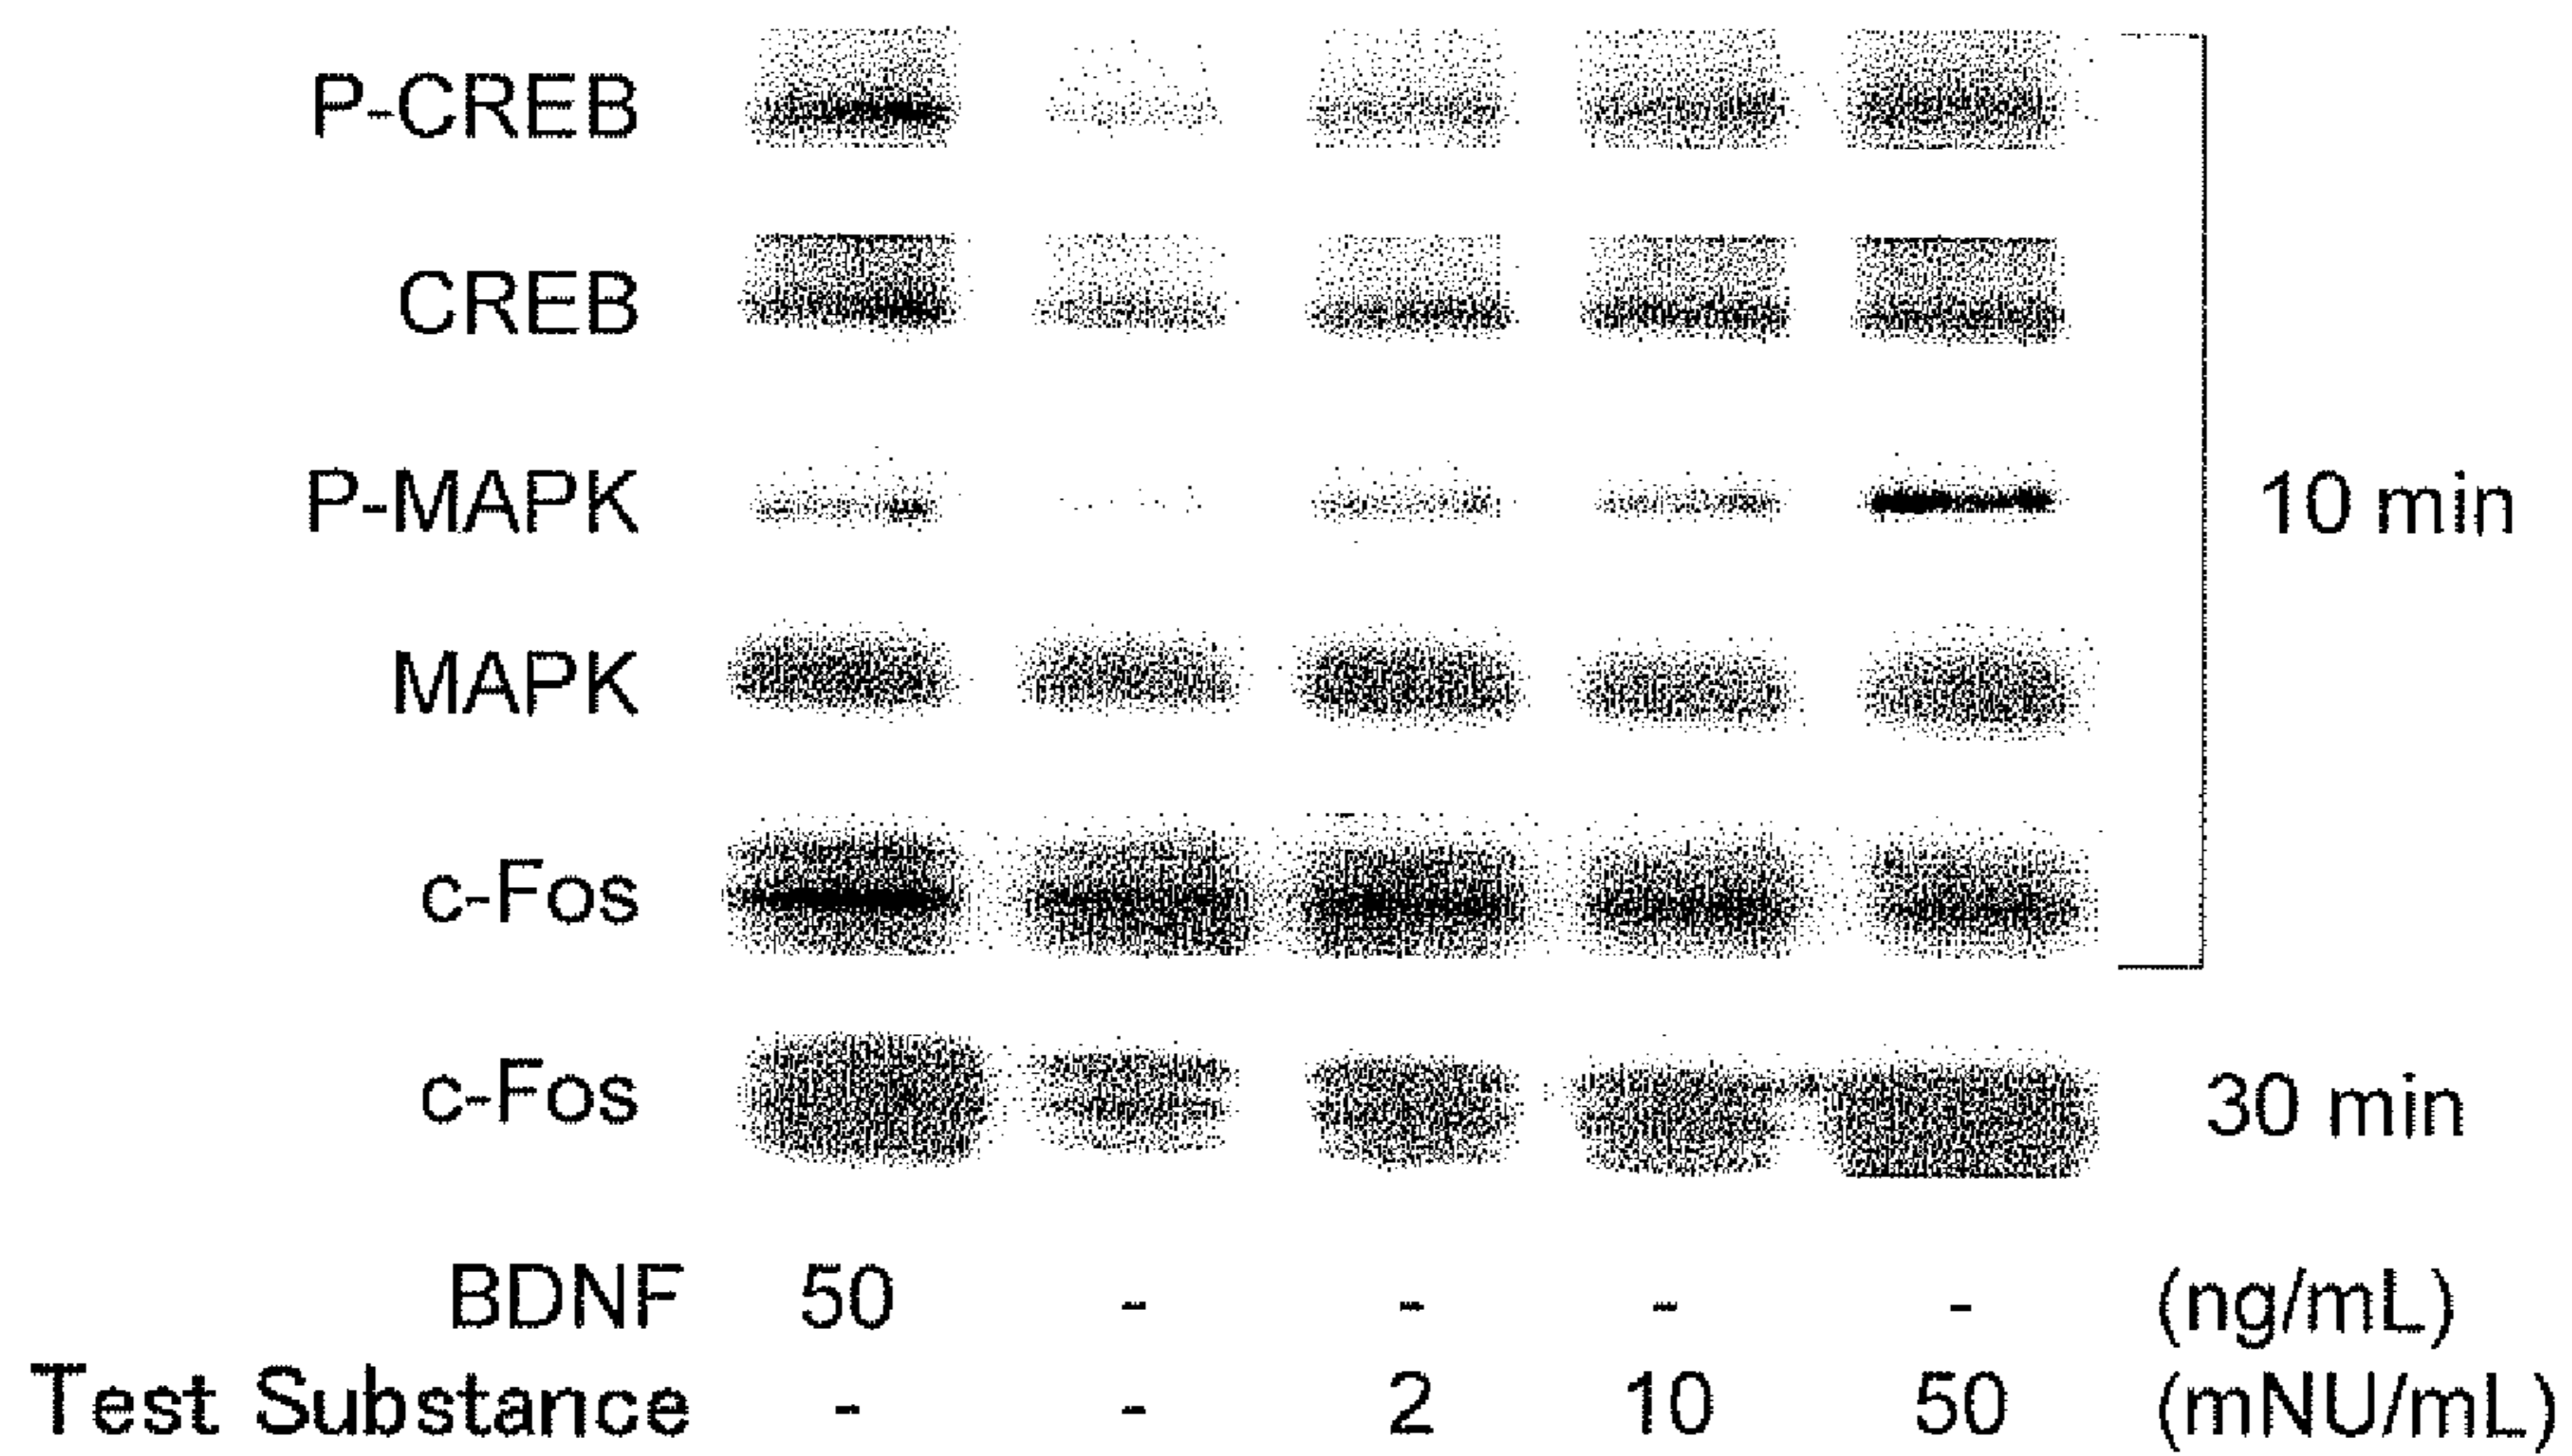 P-CREB
CREB
P-MAPK
10 min
MAPK
c-Fos
c-Fos 30 min
BDNF 50 - - - - (ng/mL)
Test Substance - - 2 10 50 (mNU/mL)